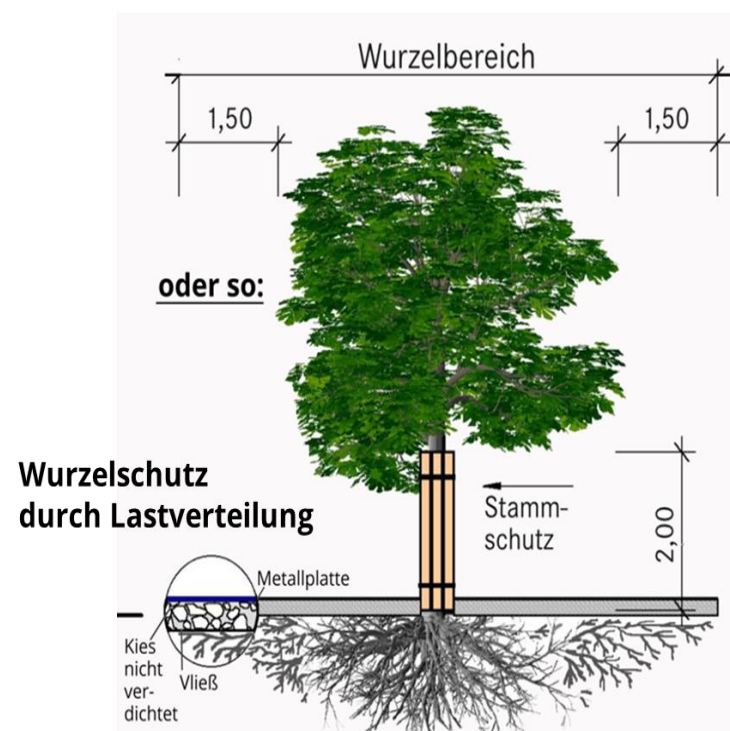 Wurzelbereich
1,50
1,50
oder so:
Wurzelschutz
durch Lastverteilung
Stamm-
schutz
2,00
Metallplatte
Kies
nicht
ver-
dichtet
Vließ